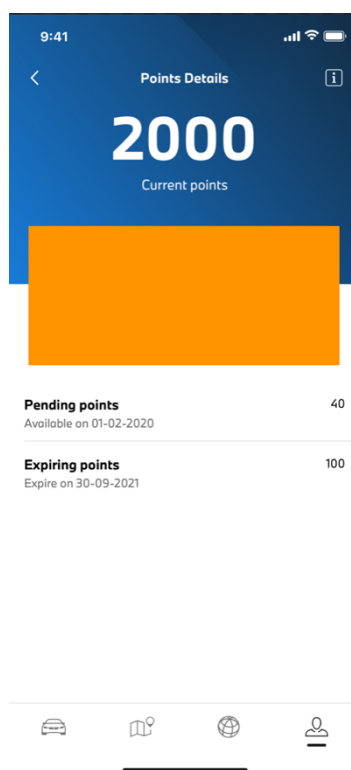 9:41
Points Details
2000
Current points
Pending points 40
Available on 01-02-2020
Expiring points 100
Expire on 30-09-2021